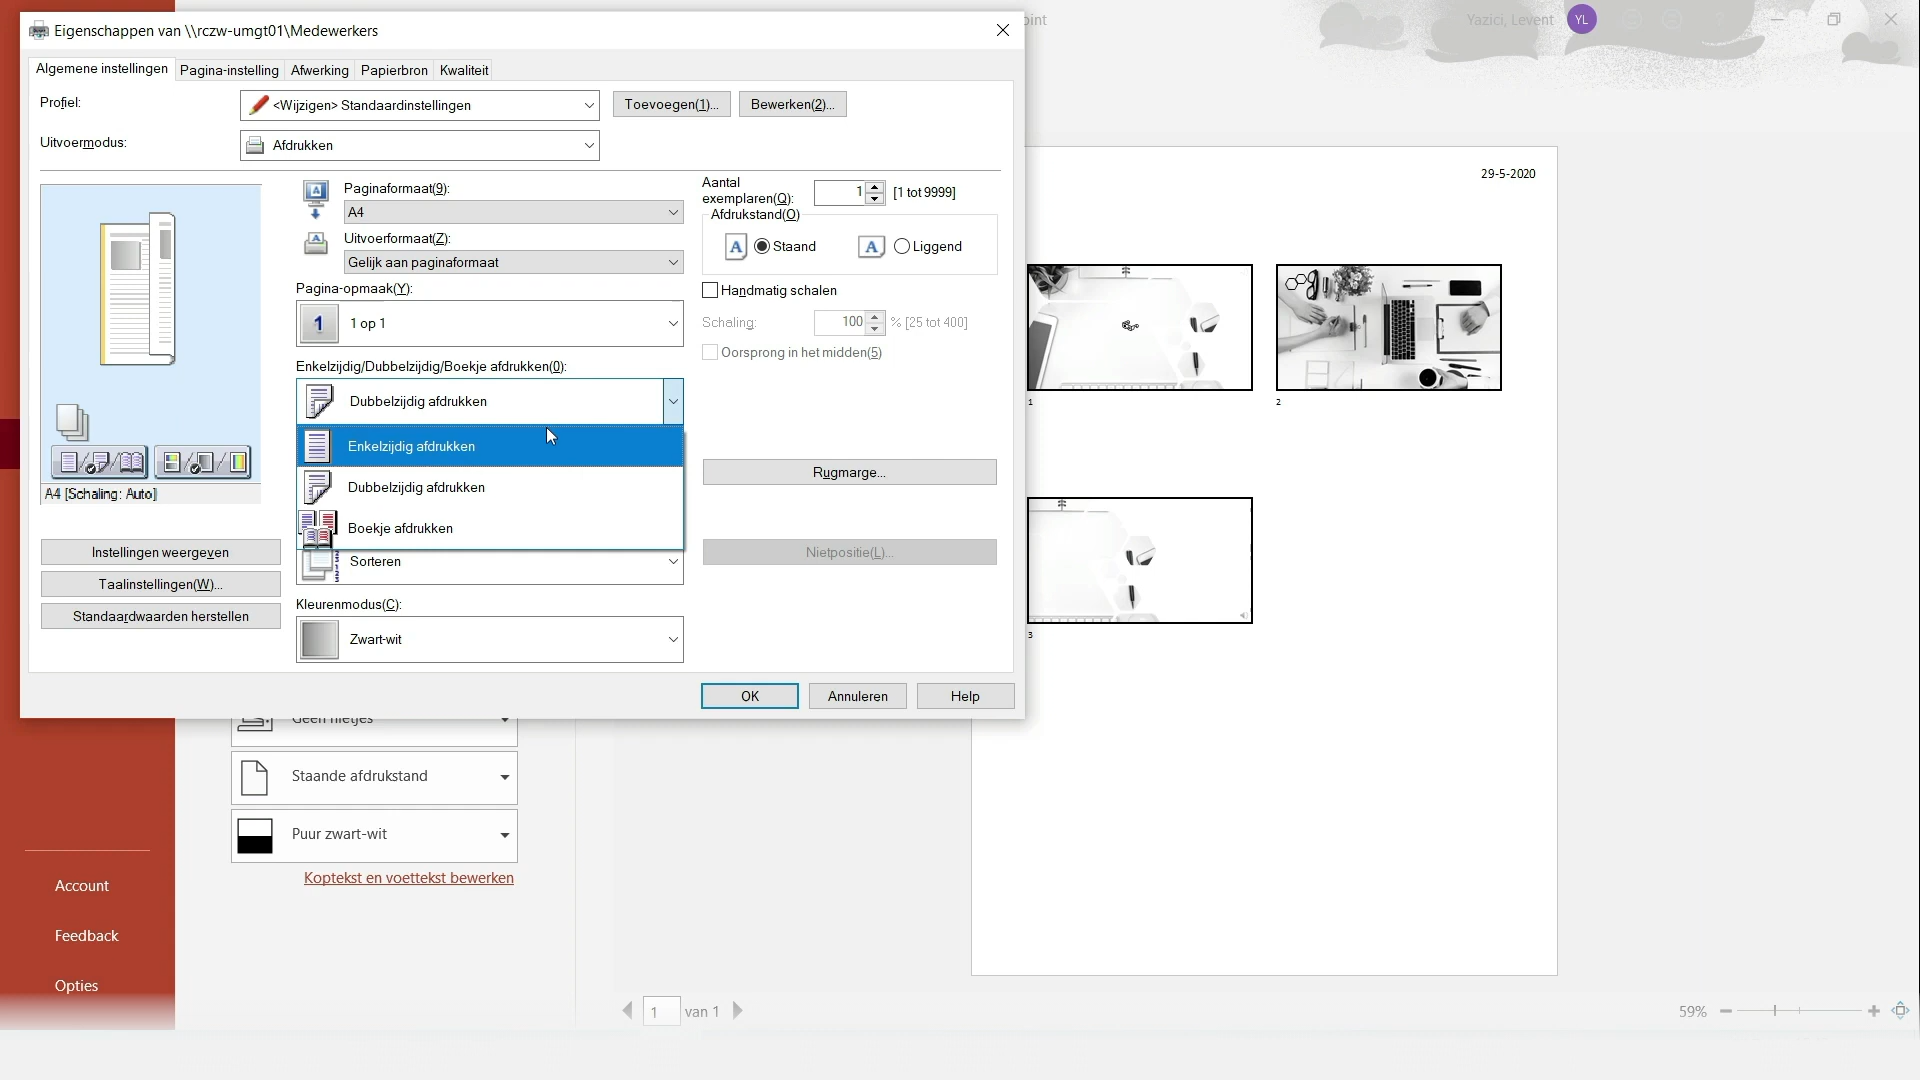 Eigenschappen van \\rczw-umgt01\Medewerkers
oint
Yazici, Levent
YL
Algemene instellingen
Pagina-instelling
Afwerking
Papierbron
Kwaliteit
Profiel:
<Wijzigen> Standaardinstellingen
Toevoegen(1)...
Bewerken(2)...
Uitvoermodus:
Afdrukken
Paginaformaat(9):
A4
Uitvoerformaat(Z):
Gelijk aan paginaformaat
Pagina-opmaak(Y):
1
1 op 1
Enkelzijdig/Dubbelzijdig/Boekje afdrukken(0):
Dubbelzijdig afdrukken
Enkelzijdig afdrukken
Dubbelzijdig afdrukken
Boekje afdrukken
Sorteren
Kleurenmodus(C):
Zwart-wit
Aantal
exemplaren(Q):
1
[1 tot 9999]
Afdrukstand(O)
A
Staand
A
Liggend
Handmatig schalen
Schaling:
100
% [25 tot 400]
Oorsprong in het midden(5)
Rugmarge...
Nietpositie(L)...
A4 [Schaling: Auto]
Instellingen weergeven
Taalinstellingen(W)...
Standaardwaarden herstellen
OK
Annuleren
Help
Geen nietjes
Staande afdrukstand
Puur zwart-wit
Koptekst en voettekst bewerken
Account
Feedback
Opties
29-5-2020
1
2
3
1
van 1
59%